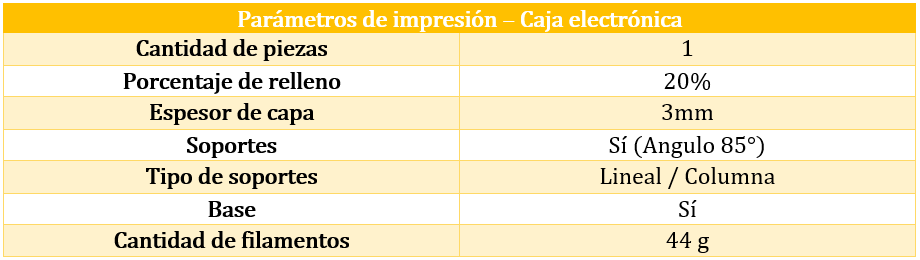 Parámetros de impresión – Caja electrónica
Cantidad de piezas 1
Porcentaje de relleno 20%
Espesor de capa 3mm
Soportes Sí (Angulo 85°)
Tipo de soportes Lineal / Columna
Base Sí
Cantidad de filamentos 44 g